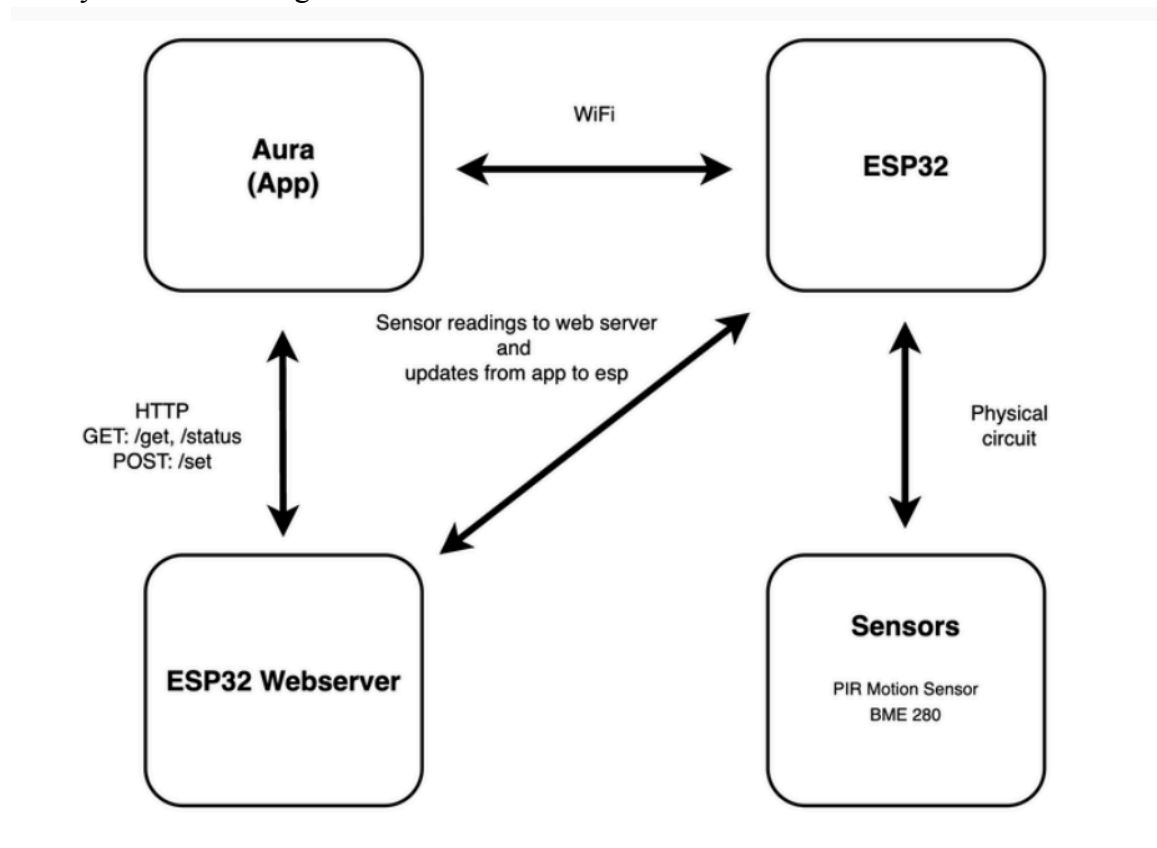 Aura
(App)
WiFi
ESP32
Sensor readings to web server
and
updates from app to esp
HTTP
GET: /get, /status
POST: /set
Physical
circuit
ESP32 Webserver
Sensors
PIR Motion Sensor
BME 280